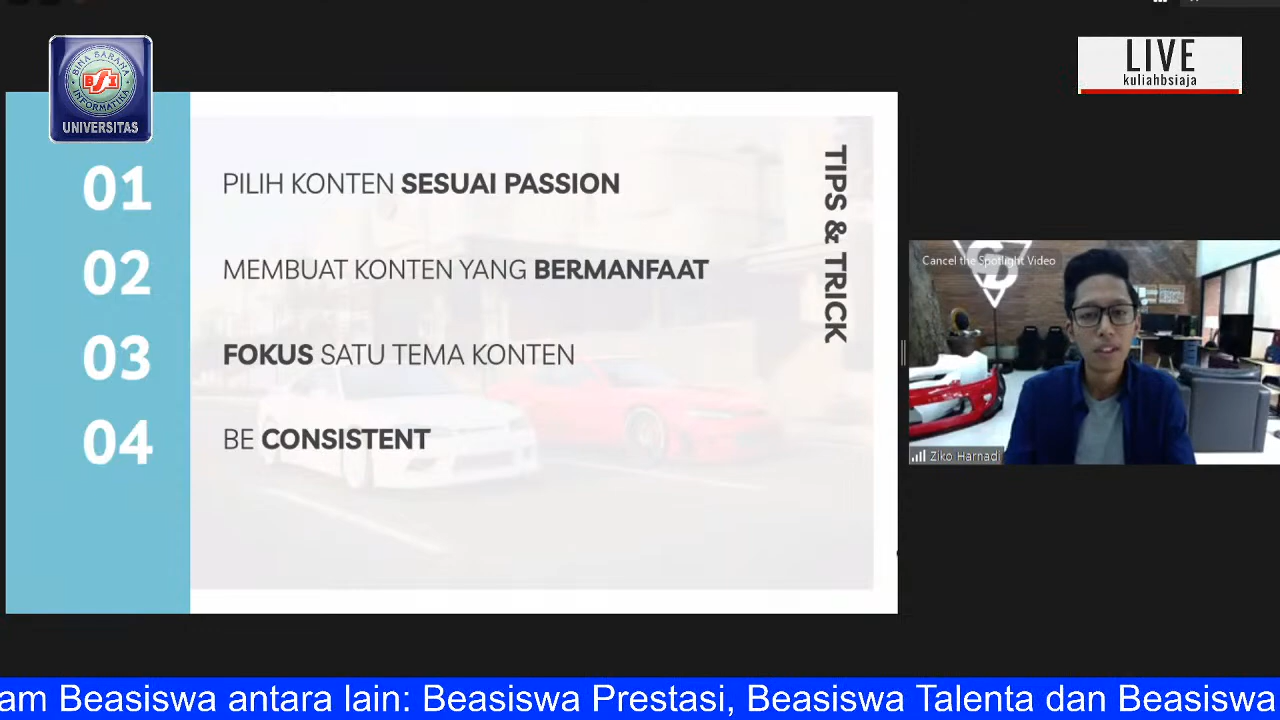 BINA SARANA
BSI
INFORMATIKA
UNIVERSITAS
LIVE
kuliahbsiaja
01
PILIH KONTEN SESUAI PASSION
02
MEMBUAT KONTEN YANG BERMANFAAT
03
FOKUS SATU TEMA KONTEN
04
BE CONSISTENT
TIPS & TRICK
Cancel the Spotlight Video
Ziko Harnadi
am Beasiswa antara lain: Beasiswa Prestasi, Beasiswa Talenta dan Beasiswa